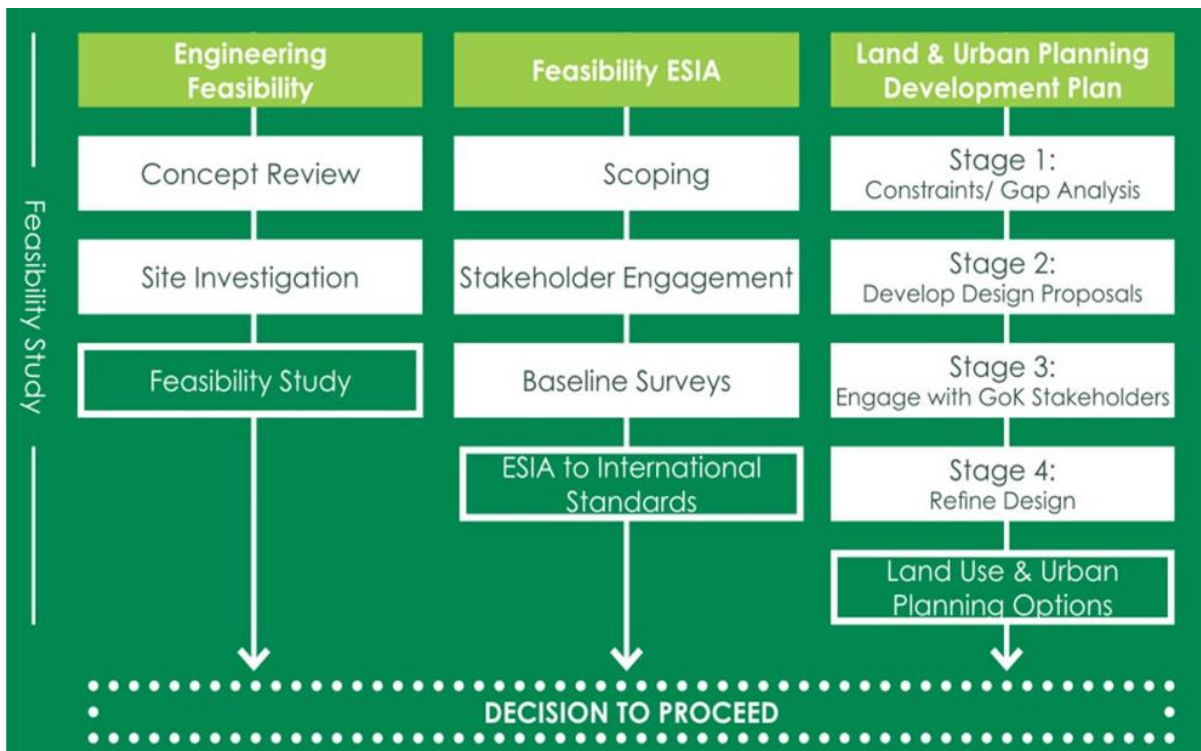 Feasibility Study
Engineering
Feasibility
Concept Review
Site Investigation
Feasibility Study
Feasibility ESIA
Scoping
Stakeholder Engagement
Baseline Surveys
ESIA to International
Standards
Land & Urban Planning
Development Plan
Stage 1:
Constraints/ Gap Analysis
Stage 2:
Develop Design Proposals
Stage 3:
Engage with GoK Stakeholders
Stage 4:
Refine Design
Land Use & Urban
Planning Options
DECISION TO PROCEED